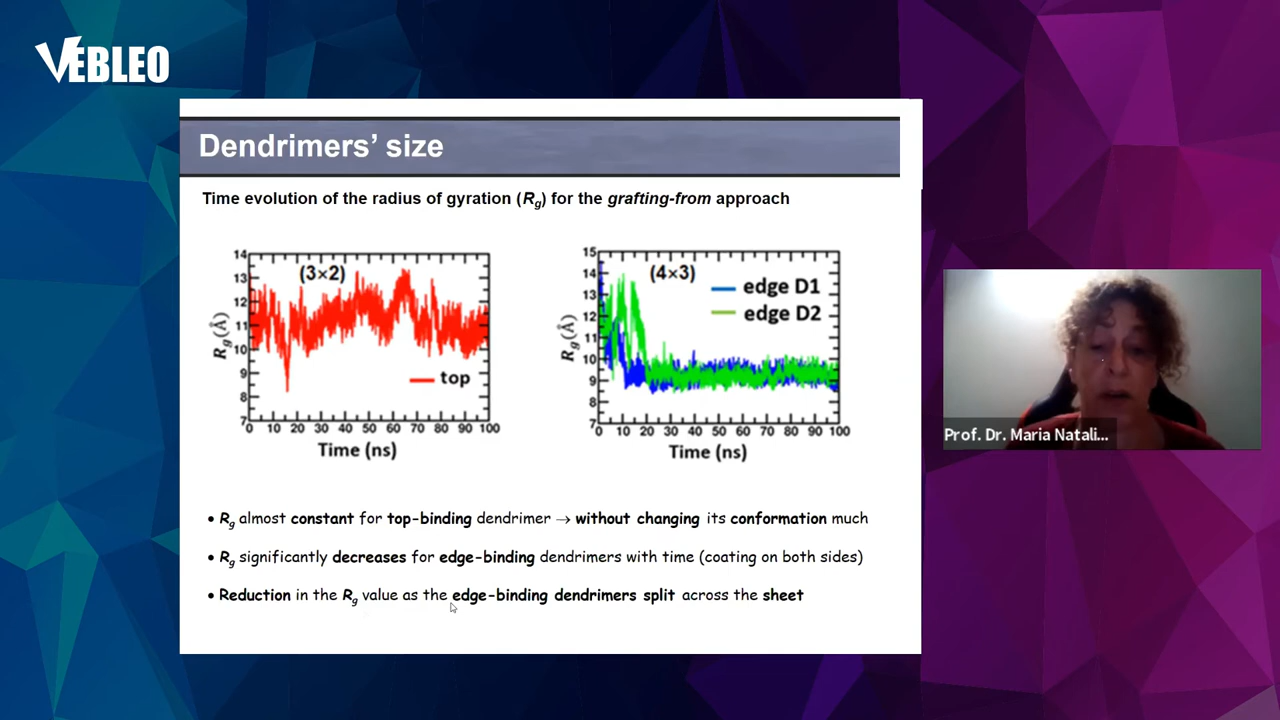 VEBLEO
Dendrimers' size
Time evolution of the radius of gyration (Rg) for the grafting-from approach
14
13
12
11
10
9
8
7
Rg(Å)
(3×2)
top
0 10 20 30 40 50 60 70 80 90 100
Time (ns)
15
14
13
12
11
10
9
8
7
Rg(Å)
(4×3)
edge D1
edge D2
0 10 20 30 40 50 60 70 80 90 100
Time (ns)
• Rg almost constant for top-binding dendrimer → without changing its conformation much
• Rg significantly decreases for edge-binding dendrimers with time (coating on both sides)
• Reduction in the Rg value as the edge-binding dendrimers split across the sheet
Prof. Dr. Maria Natali...